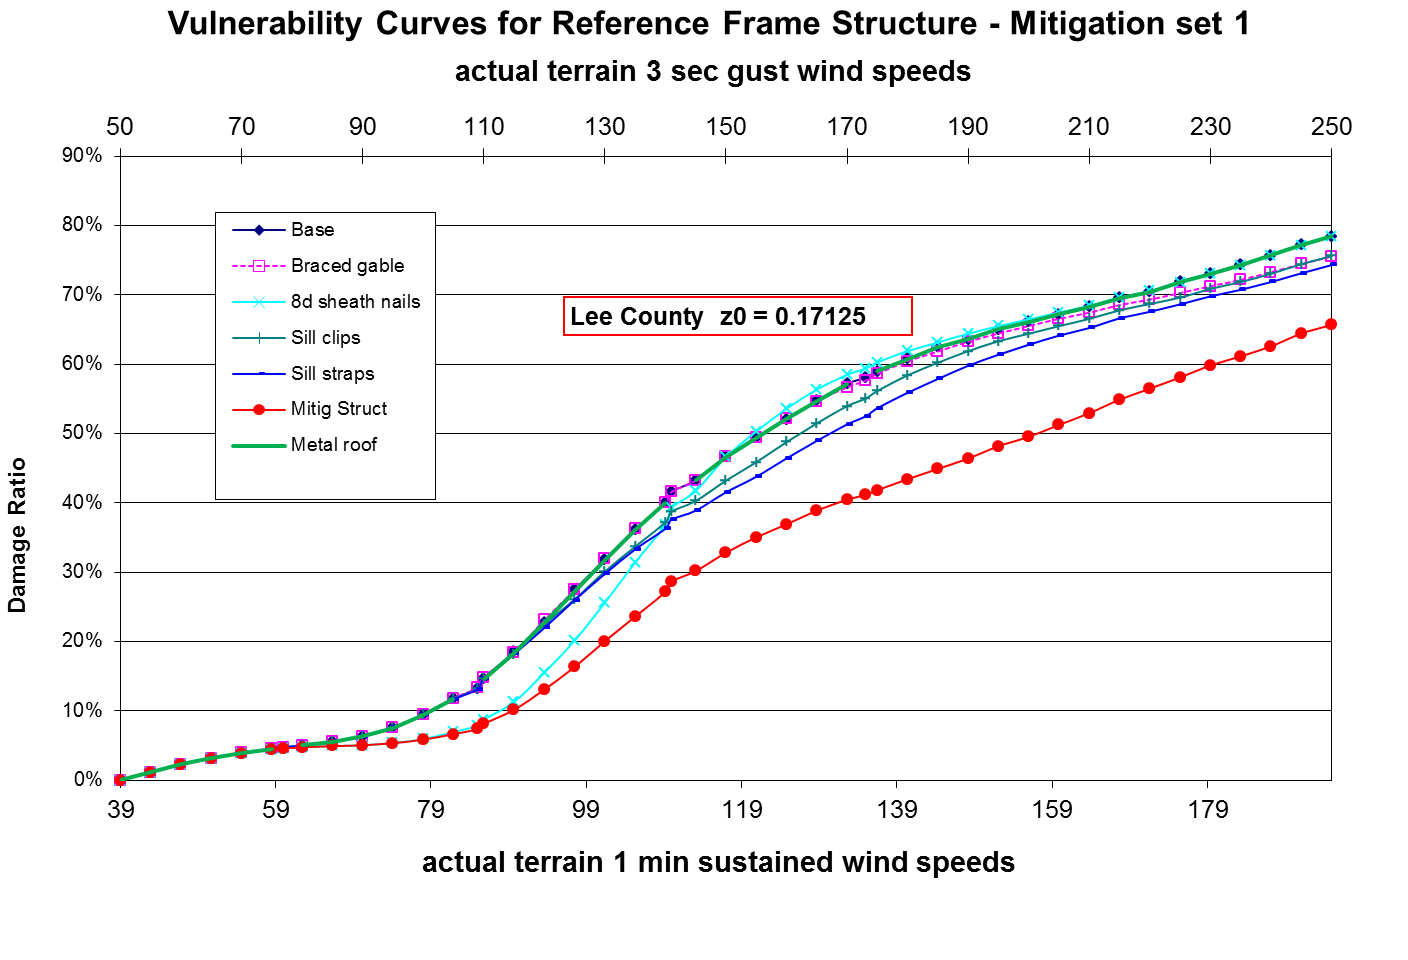 Vulnerability Curves for Reference Frame Structure - Mitigation set 1
actual terrain 3 sec gust wind speeds
50 70 90 110 130 150 170 190 210 230 250
90%
80%
70%
60%
50%
40%
30%
20%
10%
0%
Damage Ratio
Base
Braced gable
8d sheath nails
Sill clips
Sill straps
Mitig Struct
Metal roof
Lee County z0 = 0.17125
39 59 79 99 119 139 159 179
actual terrain 1 min sustained wind speeds